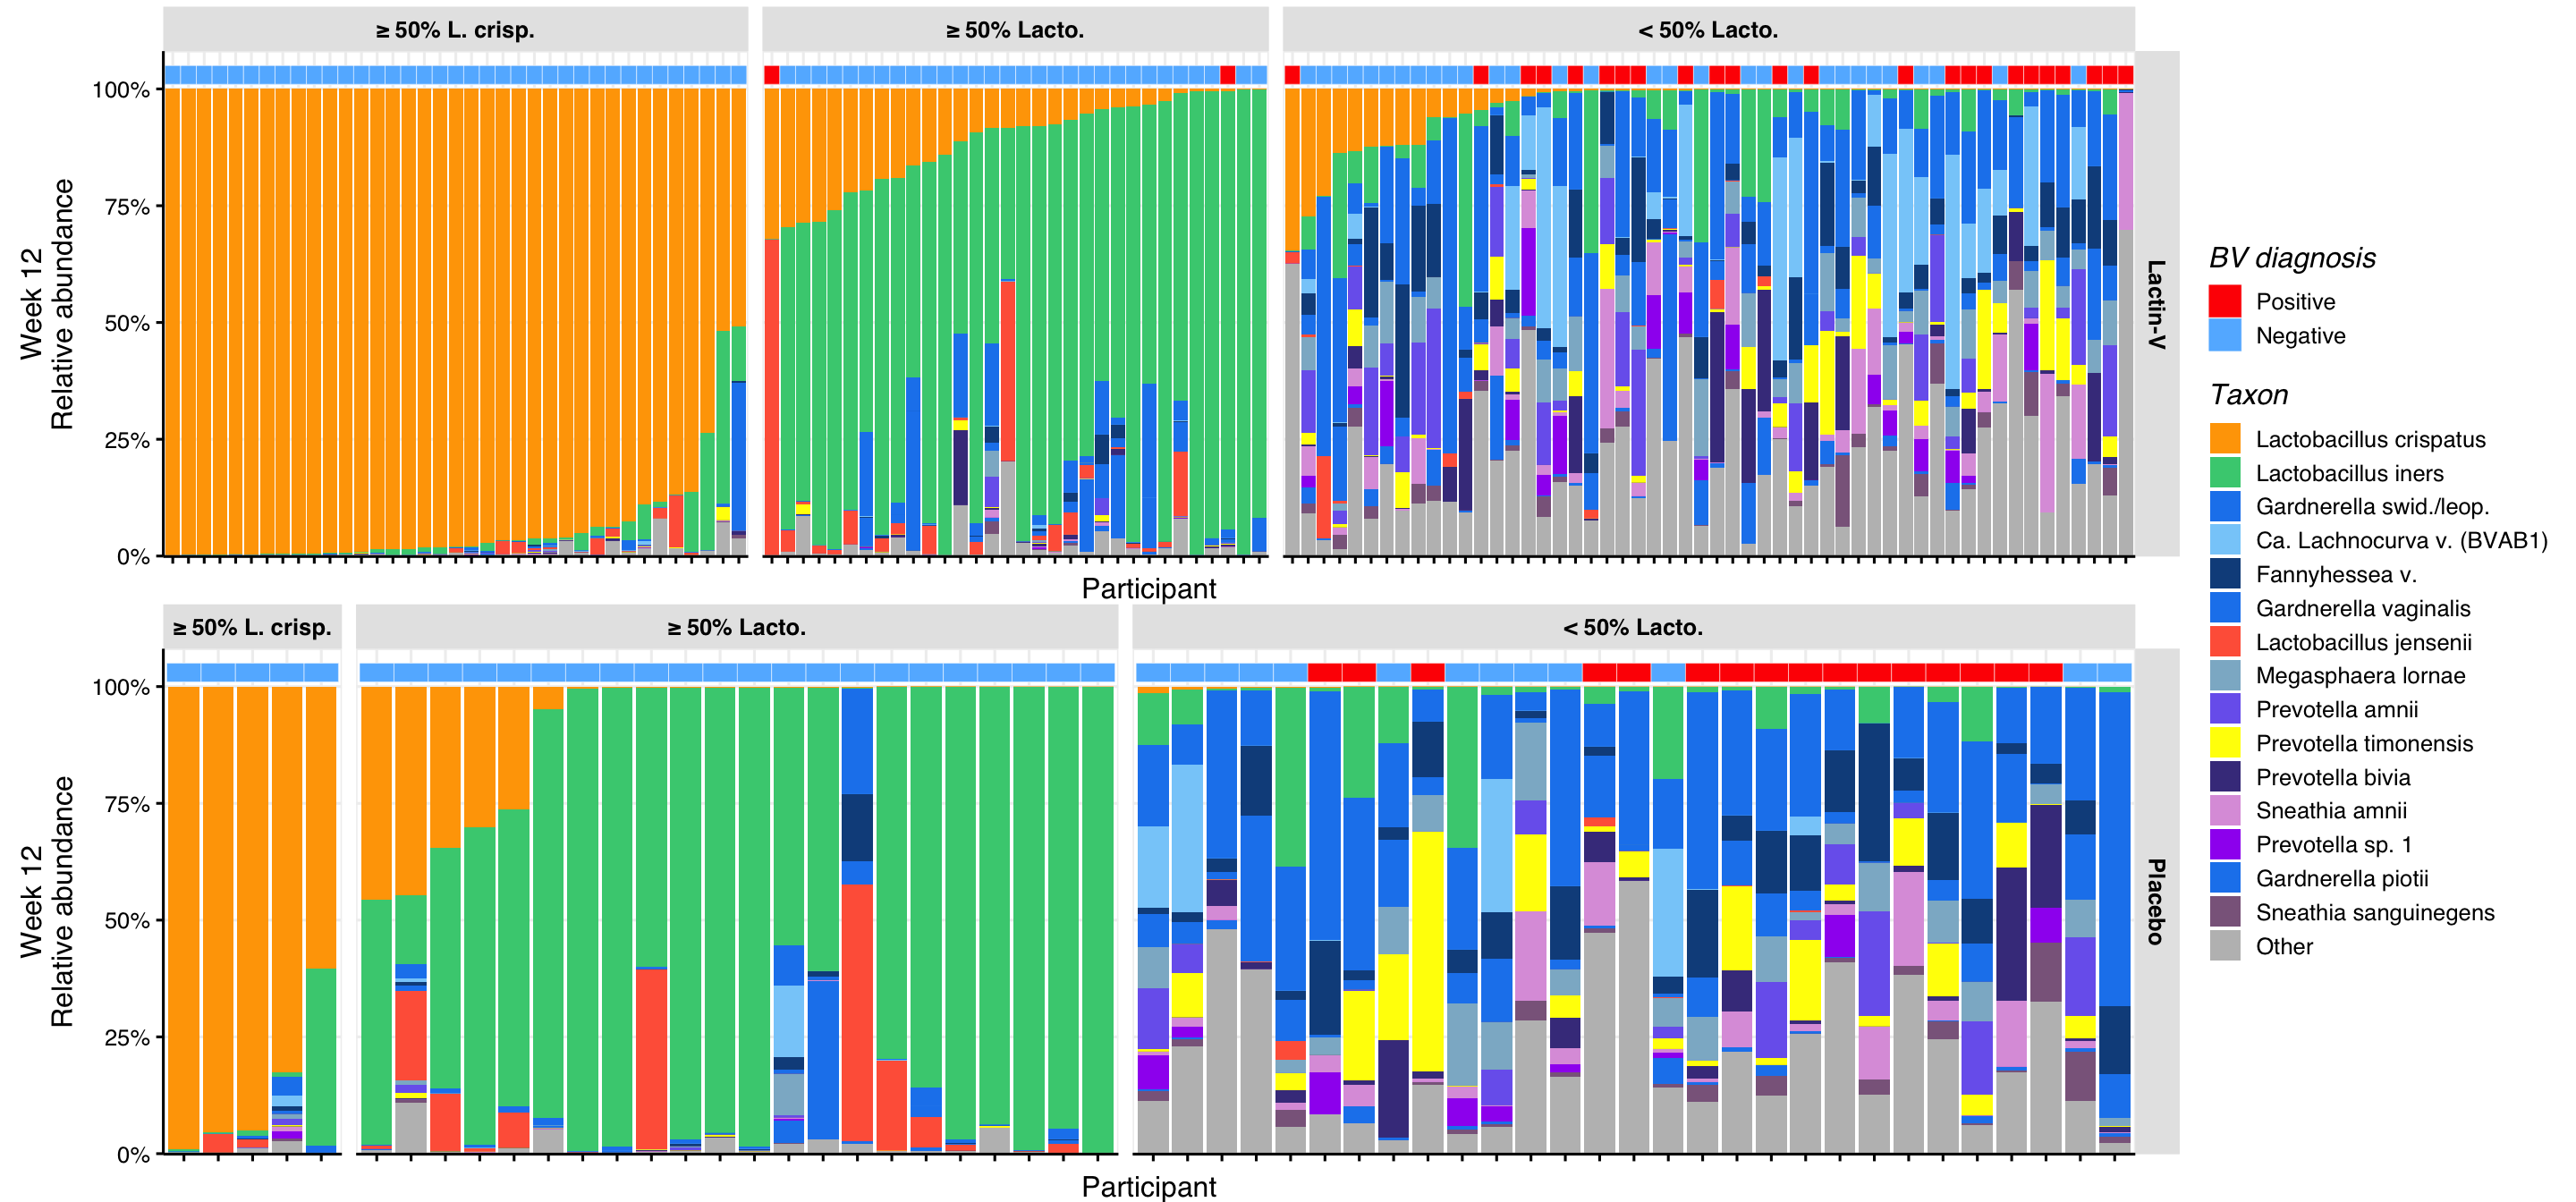 ≥ 50% L. crisp.
≥ 50% Lacto.
< 50% Lacto.
100%
75%
50%
25%
0%
Week 12
Relative abundance
Lactin-V
Participant
≥ 50% L. crisp.
≥ 50% Lacto.
< 50% Lacto.
100%
75%
50%
25%
0%
Week 12
Relative abundance
Placebo
Participant
BV diagnosis
Positive
Negative
Taxon
Lactobacillus crispatus
Lactobacillus iners
Gardnerella swid./leop.
Ca. Lachnocurva v. (BVAB1)
Fannyhessea v.
Gardnerella vaginalis
Lactobacillus jensenii
Megasphaera lornae
Prevotella amnii
Prevotella timonensis
Prevotella bivia
Sneathia amnii
Prevotella sp. 1
Gardnerella piotii
Sneathia sanguinegens
Other